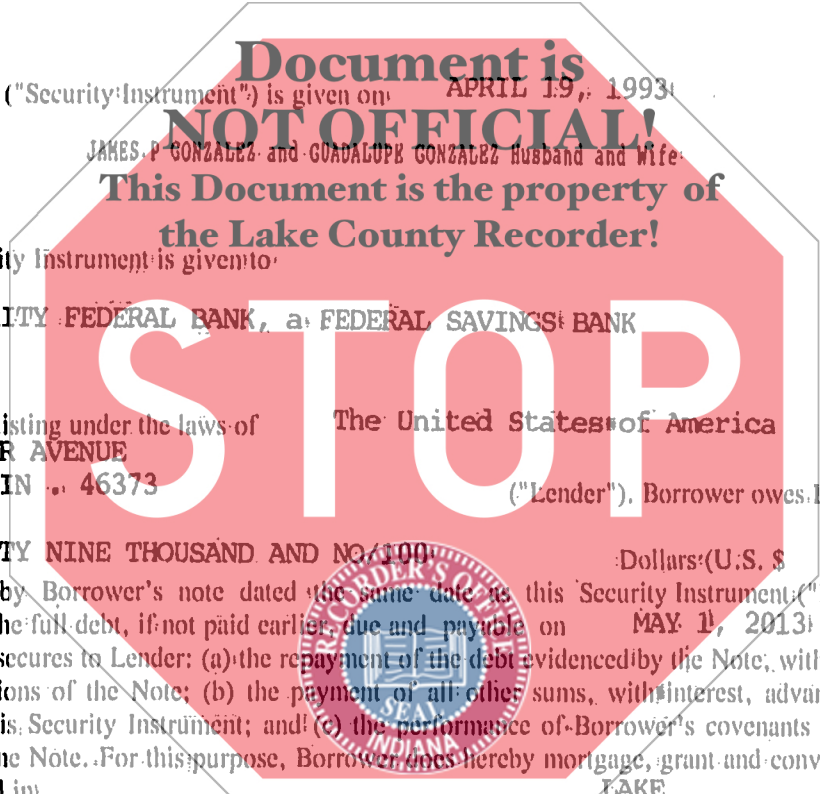 Document is
("Security Instrument") is given on APRIL 19, 1993
NOT OFFICIAL!
JAMES P GONZALEZ and GUADALUPE GONZALEZ Husband and Wife
This Document is the property of
the Lake County Recorder!
ity Instrument is given to
ITY FEDERAL BANK, a FEDERAL SAVINGS BANK
STOP
isting under the laws of The United States of America
R AVENUE
IN . 46373
("Lender"). Borrower owes
TY NINE THOUSAND AND NO/100
Dollars (U.S. $
by Borrower's note dated the same date as this Security Instrument ("
he full debt, if not paid earlier, due and payable on MAY 1, 2013
secures to Lender: (a) the repayment of the debt evidenced by the Note, with
ions of the Note; (b) the payment of all other sums, with interest, advan
is Security Instrument; and (c) the performance of Borrower's covenants
he Note. For this purpose, Borrower does hereby mortgage, grant and conv
d in LAKE
RECORDER'S OFFICE
SEAL
INDIANA